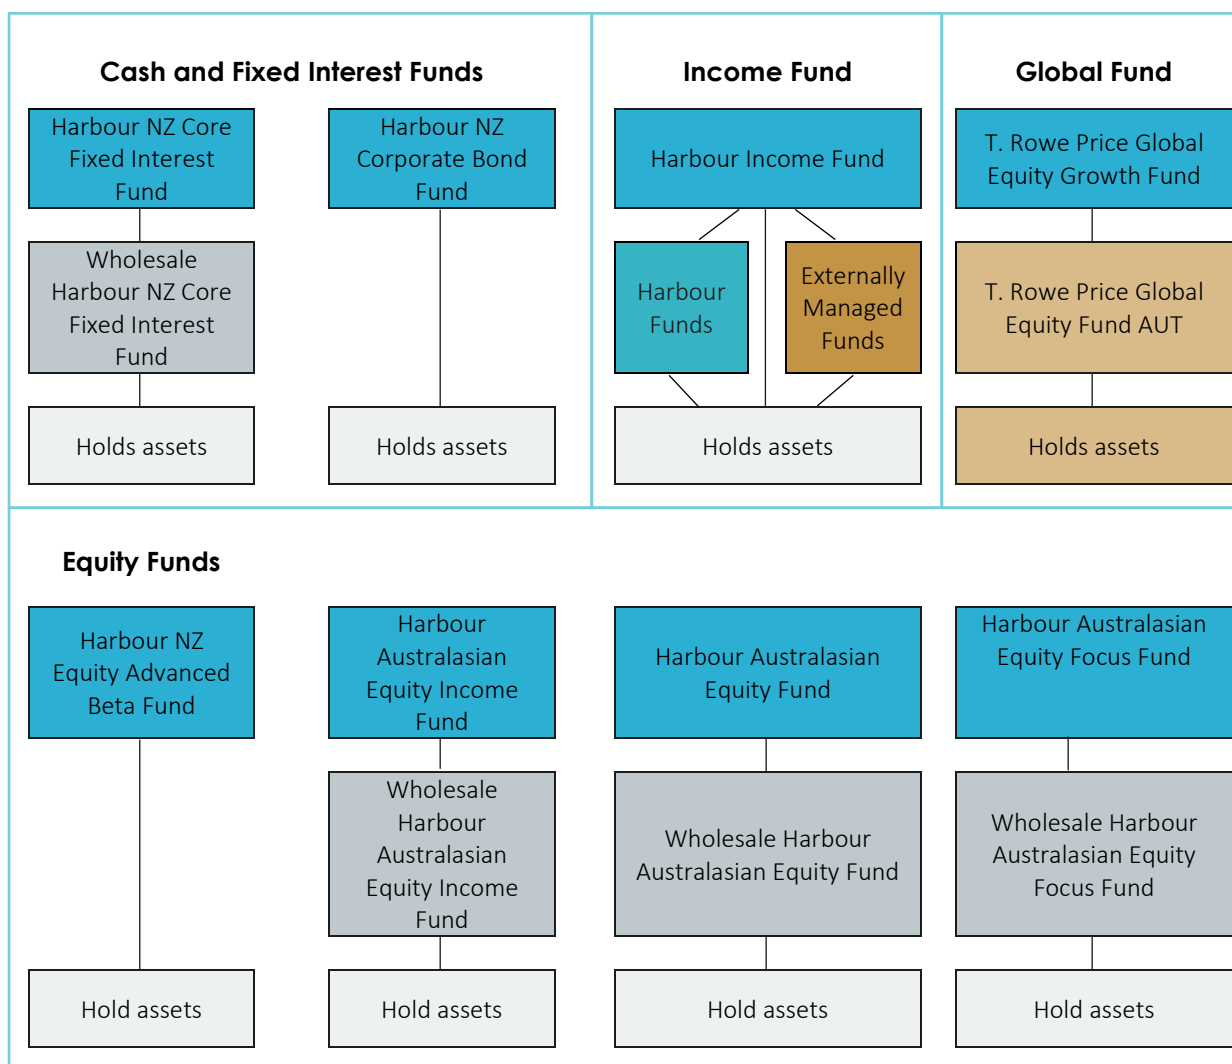 Cash and Fixed Interest Funds
Income Fund
Global Fund
Harbour NZ Core
Fixed Interest
Fund
Harbour NZ
Corporate Bond
Fund
Harbour Income Fund
T. Rowe Price Global
Equity Growth Fund
Wholesale
Harbour NZ Core
Fixed Interest
Fund
Harbour
Funds
Externally
Managed
Funds
T. Rowe Price Global
Equity Fund AUT
Holds assets
Holds assets
Holds assets
Holds assets
Equity Funds
Harbour NZ
Equity Advanced
Beta Fund
Harbour
Australasian
Equity Income
Fund
Harbour Australasian
Equity Fund
Harbour Australasian
Equity Focus Fund
Wholesale
Harbour
Australasian
Equity Income
Fund
Wholesale Harbour
Australasian Equity Fund
Wholesale Harbour
Australasian Equity
Focus Fund
Hold assets
Hold assets
Hold assets
Hold assets